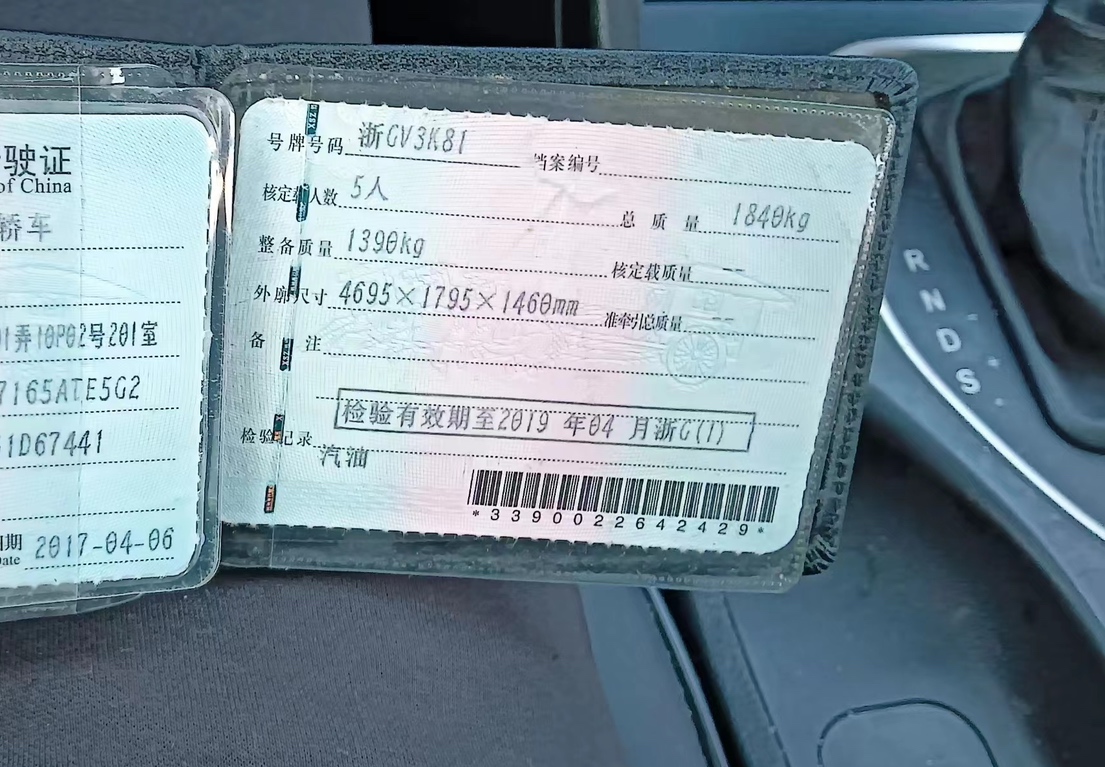 驶证
of China
轿车
弄10P02号201室
7165ATE5G2
1D67441
日期 2017-04-06
Date
号牌号码 浙GV3K81 档案编号
核定载人数 5人 总质量 1840kg
整备质量 1390kg 核定载质量 --
外廓尺寸 4695×1795×1460mm 准牵引总质量 --
备注
检验有效期至2019 年04 月浙G(1)
检验记录
汽油
*3390022642429*
R
N
D
S
+
-